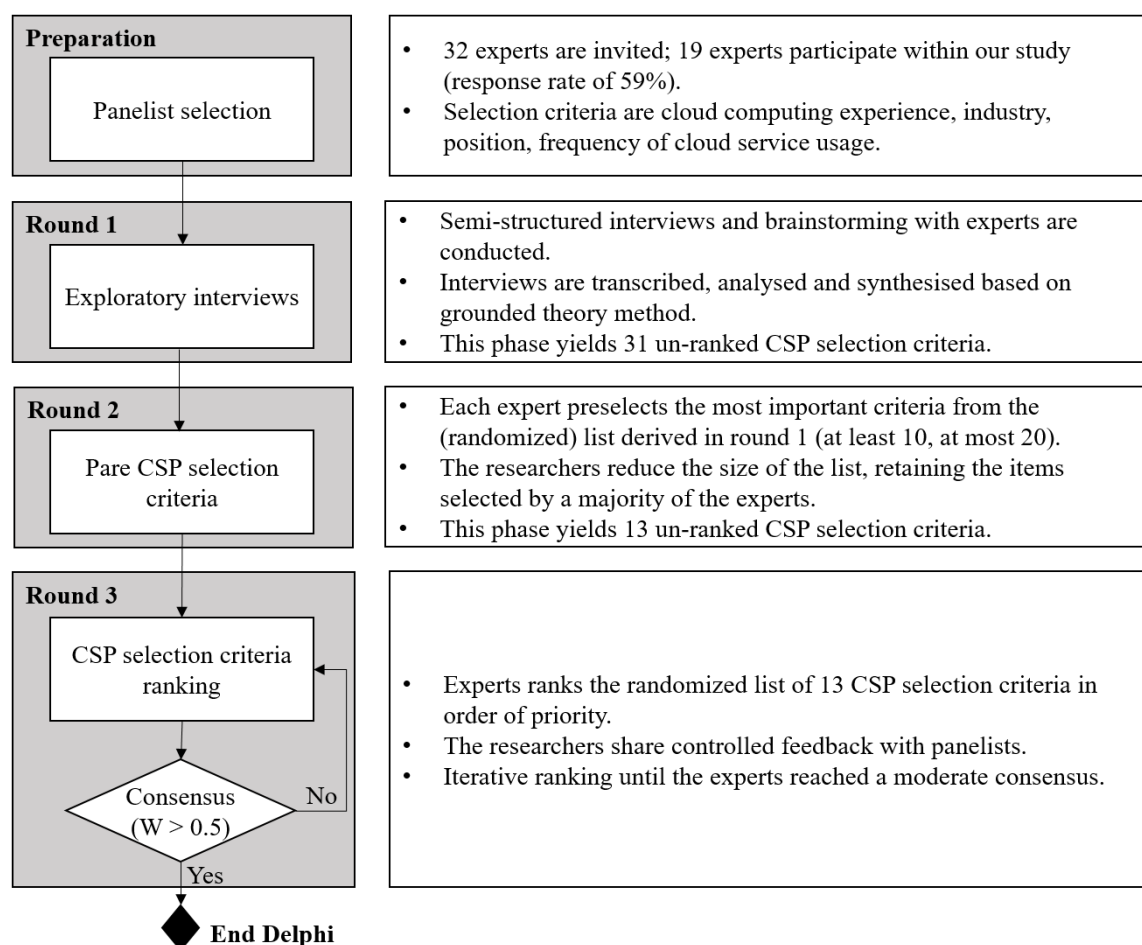 Preparation
Panelist selection
• 32 experts are invited; 19 experts participate within our study
(response rate of 59%).
• Selection criteria are cloud computing experience, industry,
position, frequency of cloud service usage.
Round 1
Exploratory interviews
• Semi-structured interviews and brainstorming with experts are
conducted.
• Interviews are transcribed, analysed and synthesised based on
grounded theory method.
• This phase yields 31 un-ranked CSP selection criteria.
Round 2
Pare CSP selection
criteria
• Each expert preselects the most important criteria from the
(randomized) list derived in round 1 (at least 10, at most 20).
• The researchers reduce the size of the list, retaining the items
selected by a majority of the experts.
• This phase yields 13 un-ranked CSP selection criteria.
Round 3
CSP selection criteria
ranking
Consensus
(W > 0.5)
No
Yes
• Experts ranks the randomized list of 13 CSP selection criteria in
order of priority.
• The researchers share controlled feedback with panelists.
• Iterative ranking until the experts reached a moderate consensus.
End Delphi